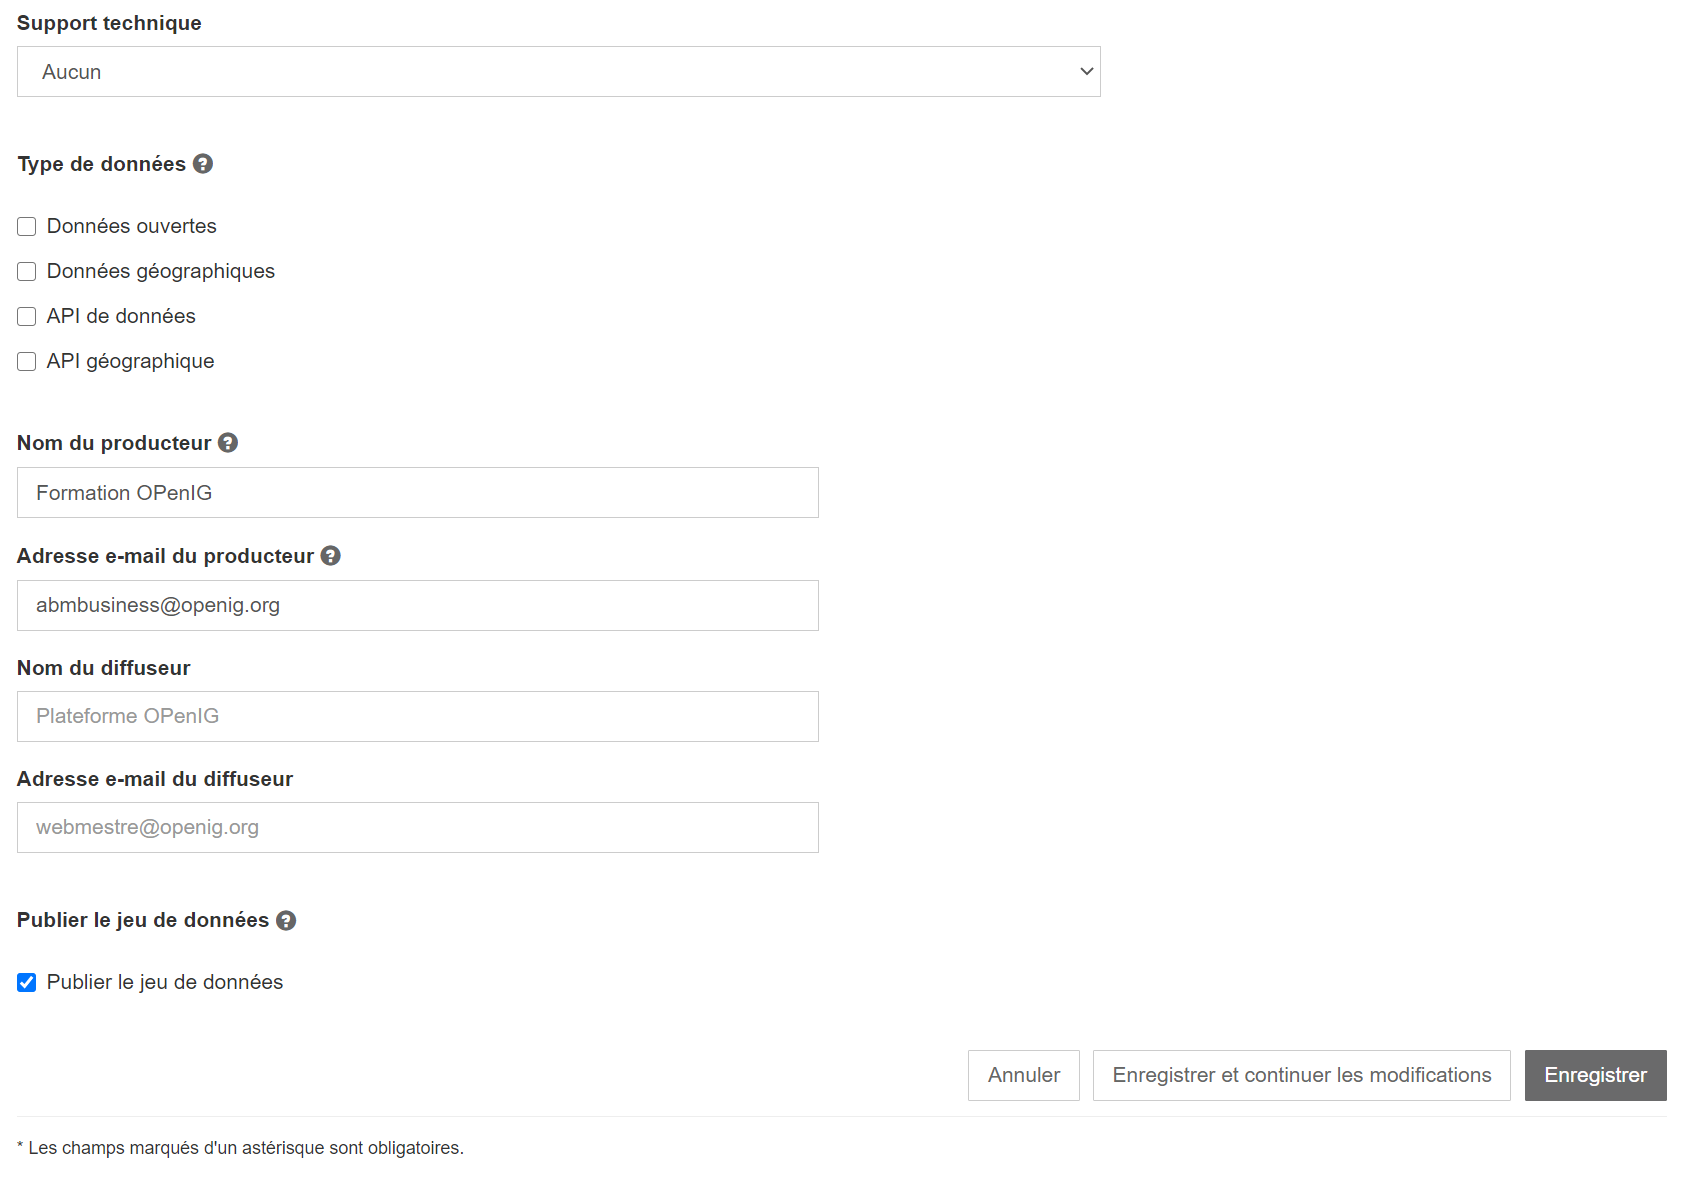 Support technique
Aucun
Type de données ?
Données ouvertes
Données géographiques
API de données
API géographique
Nom du producteur ?
Formation OPenIG
Adresse e-mail du producteur ?
abmbusiness@openig.org
Nom du diffuseur
Plateforme OPenIG
Adresse e-mail du diffuseur
webmestre@openig.org
Publier le jeu de données ?
Publier le jeu de données
Annuler Enregistrer et continuer les modifications Enregistrer
* Les champs marqués d'un astérisque sont obligatoires.